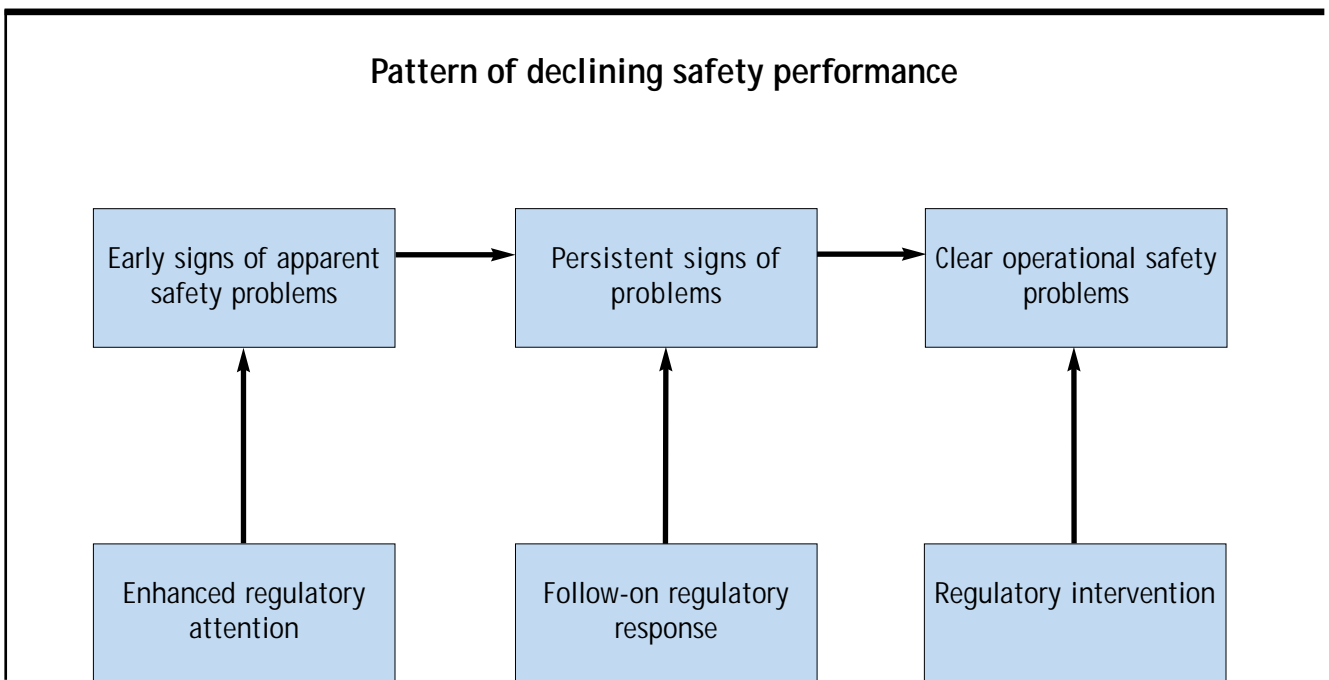 Pattern of declining safety performance
Early signs of apparent
safety problems
Persistent signs of
problems
Clear operational safety
problems
Enhanced regulatory
attention
Follow-on regulatory
response
Regulatory intervention